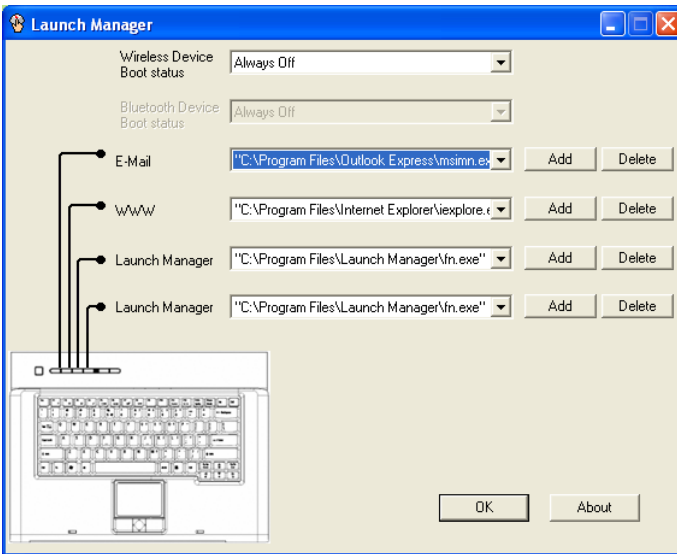 Launch Manager
Wireless Device
Boot status
Always Off
Bluetooth Device
Boot status
Always Off
E-Mail
"C:\Program Files\Outlook Express\msimn.ex
Add
Delete
WWW
"C:\Program Files\Internet Explorer\iexplore.e
Add
Delete
Launch Manager
"C:\Program Files\Launch Manager\fn.exe"
Add
Delete
Launch Manager
"C:\Program Files\Launch Manager\fn.exe"
Add
Delete
OK
About